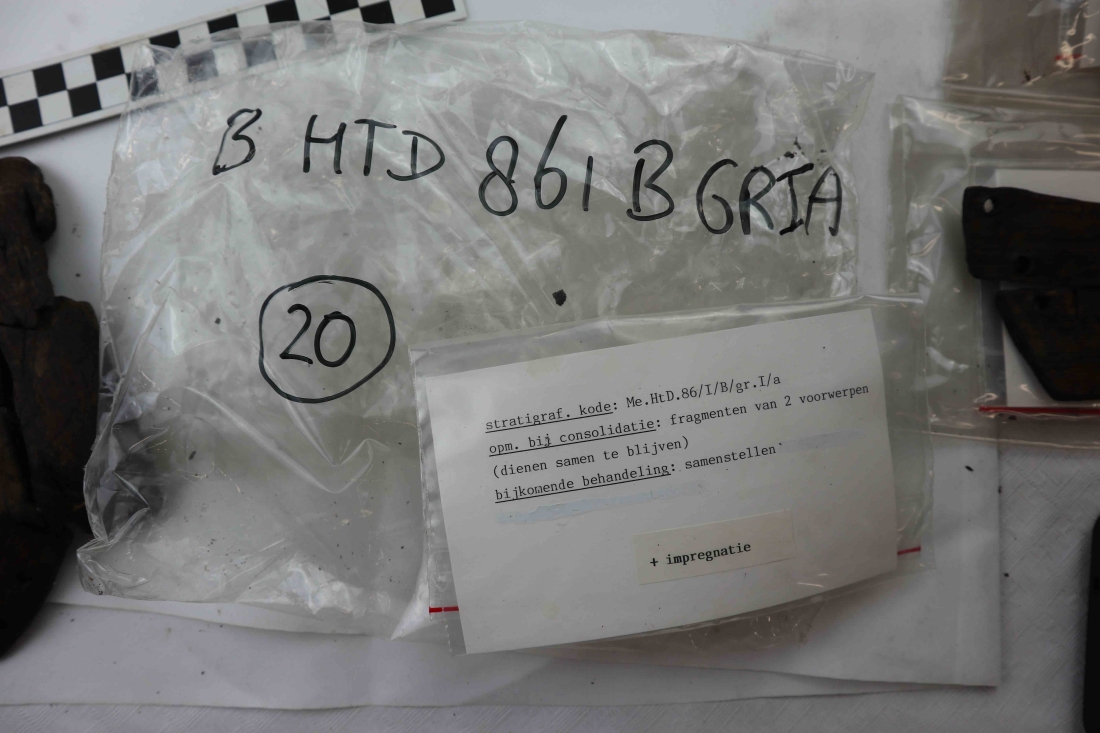 B HTD 86I B GRIA
20
stratigraf. kode: Me.HtD.86/I/B/gr.I/a
opm. bij consolidatie: fragmenten van 2 voorwerpen
(dienen samen te blijven)
bijkomende behandeling: samenstellen
+ impregnatie